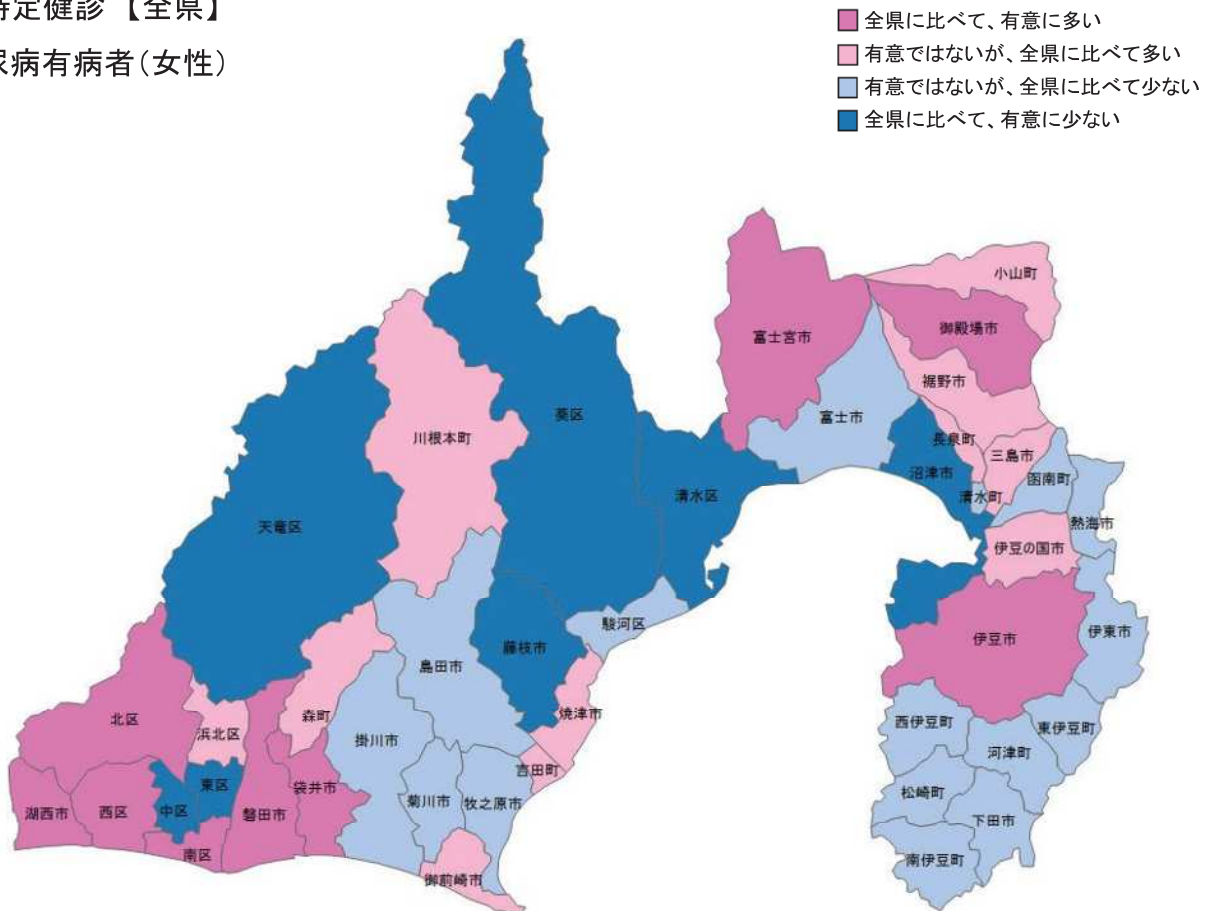 特定健診【全県】
尿病有病者(女性)
全県に比べて、有意に多い
有意ではないが、全県に比べて多い
有意ではないが、全県に比べて少ない
全県に比べて、有意に少ない
小山町
御殿場市
富士宮市
裾野市
葵区
富士市
川根本町
長泉町
三島市
沼津市
函南町
清水区
清水町
熱海市
天竜区
伊豆の国市
駿河区
伊東市
伊豆市
藤枝市
島田市
焼津市
北区
森町
浜北区
掛川市
西伊豆町
東伊豆町
河津町
吉田町
東区
袋井市
菊川市
牧之原市
松崎町
湖西市
西区
中区
磐田市
下田市
南区
南伊豆町
御前崎市